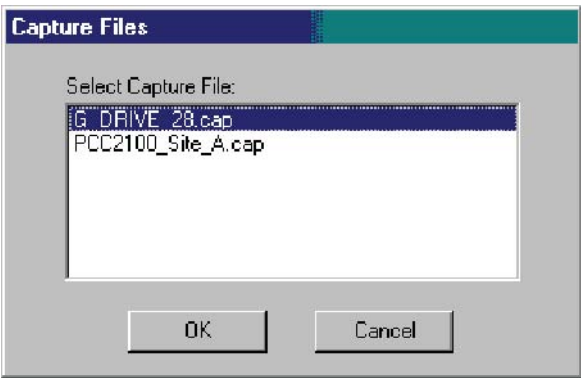 Capture Files
Select Capture File:
G_DRIVE_28.cap
PCC2100_Site_A.cap
OK
Cancel